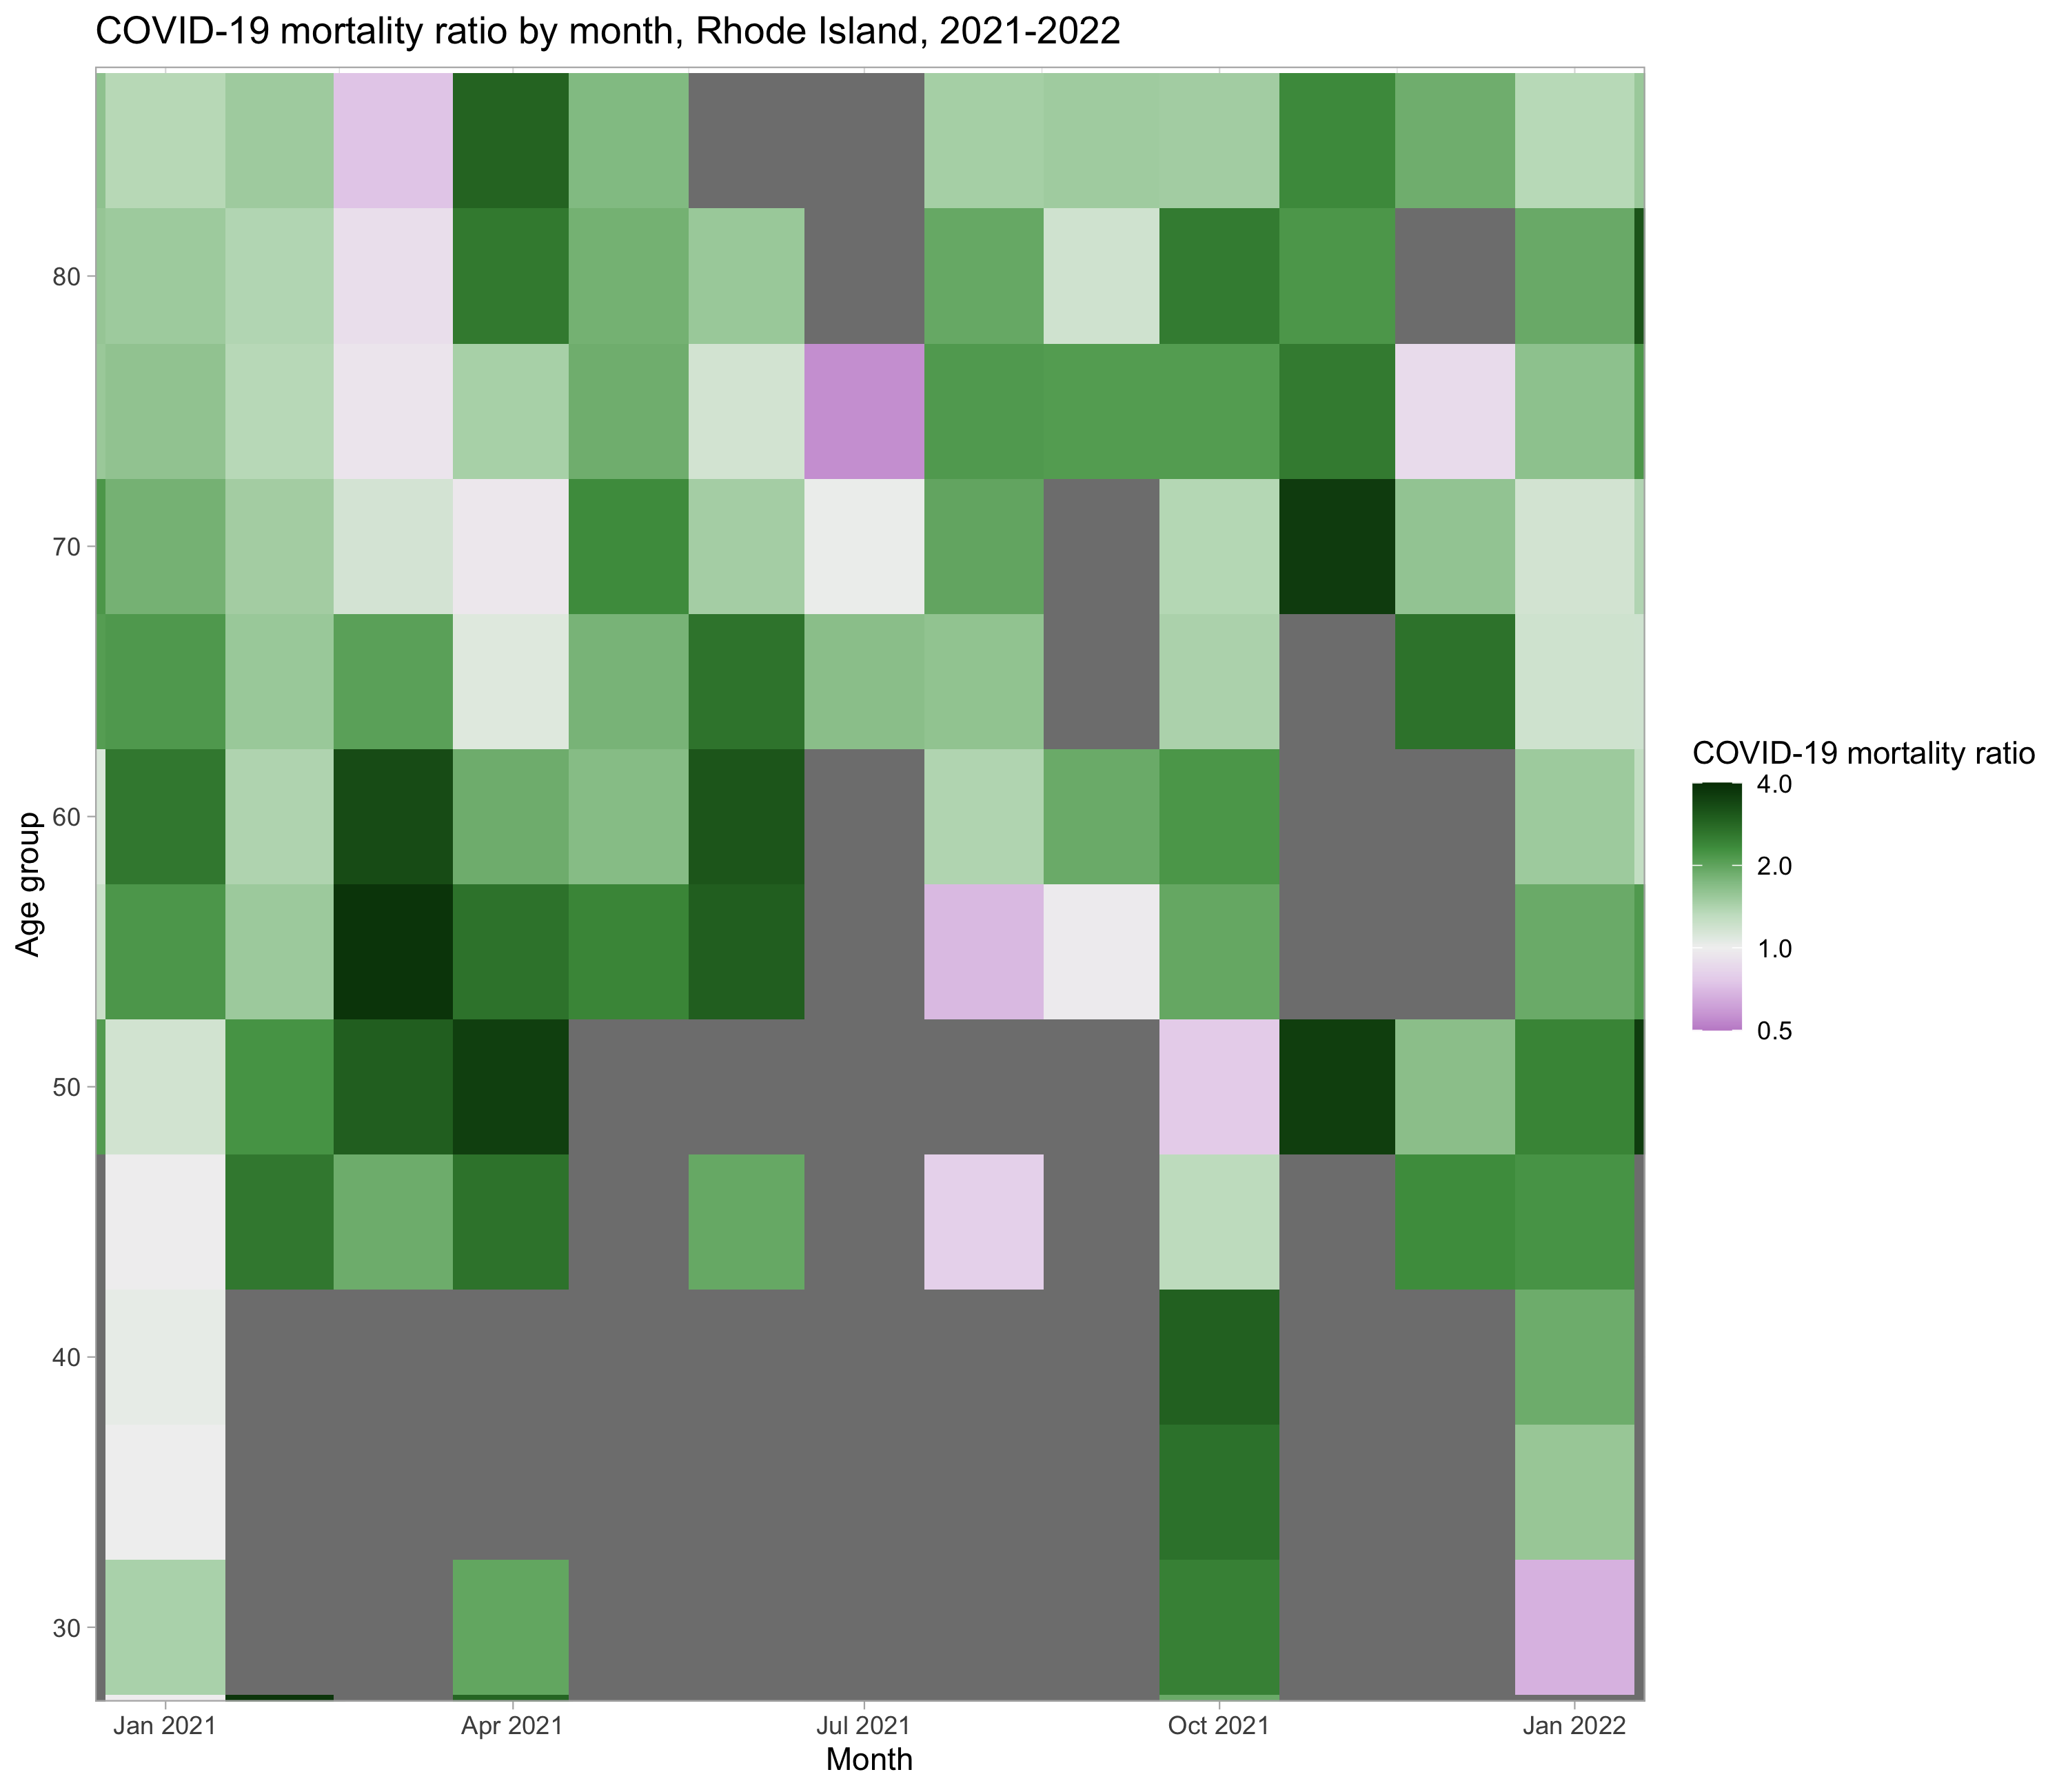 COVID-19 mortality ratio by month, Rhode Island, 2021-2022
80
70
60
50
40
30
Age group
Jan 2021
Apr 2021
Jul 2021
Oct 2021
Jan 2022
Month
COVID-19 mortality ratio
4.0
2.0
1.0
0.5